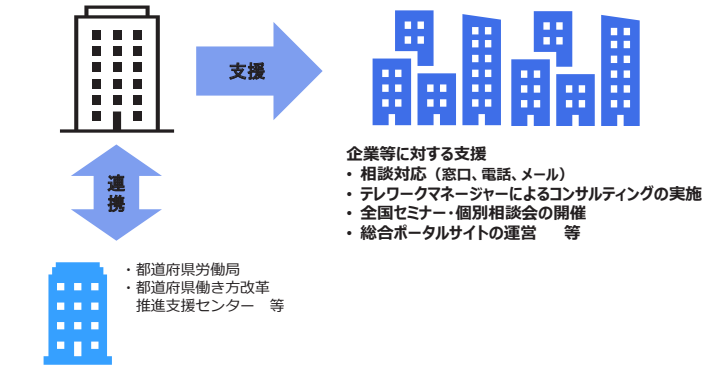 支援
企業等に対する支援
• 相談対応（窓口、電話、メール）
• テレワークマネージャーによるコンサルティングの実施
• 全国セミナー・個別相談会の開催
• 総合ポータルサイトの運営　等
連
携
・都道府県労働局
・都道府県働き方改革
推進支援センター　等